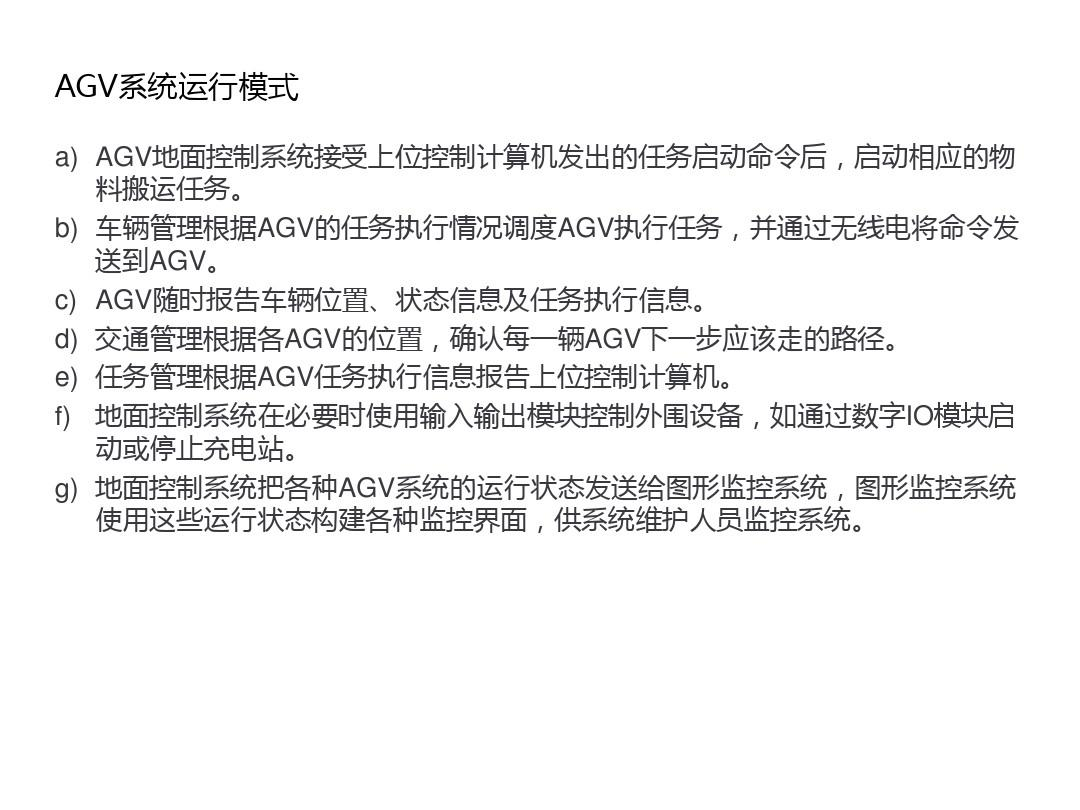 AGV系统运行模式
a) AGV地面控制系统接受上位控制计算机发出的任务启动命令后，启动相应的物
料搬运任务。
b) 车辆管理根据AGV的任务执行情况调度AGV执行任务，并通过无线电将命令发
送到AGV。
c) AGV随时报告车辆位置、状态信息及任务执行信息。
d) 交通管理根据各AGV的位置，确认每一辆AGV下一步应该走的路径。
e) 任务管理根据AGV任务执行信息报告上位控制计算机。
f) 地面控制系统在必要时使用输入输出模块控制外围设备，如通过数字IO模块启
动或停止充电站。
g) 地面控制系统把各种AGV系统的运行状态发送给图形监控系统，图形监控系统
使用这些运行状态构建各种监控界面，供系统维护人员监控系统。